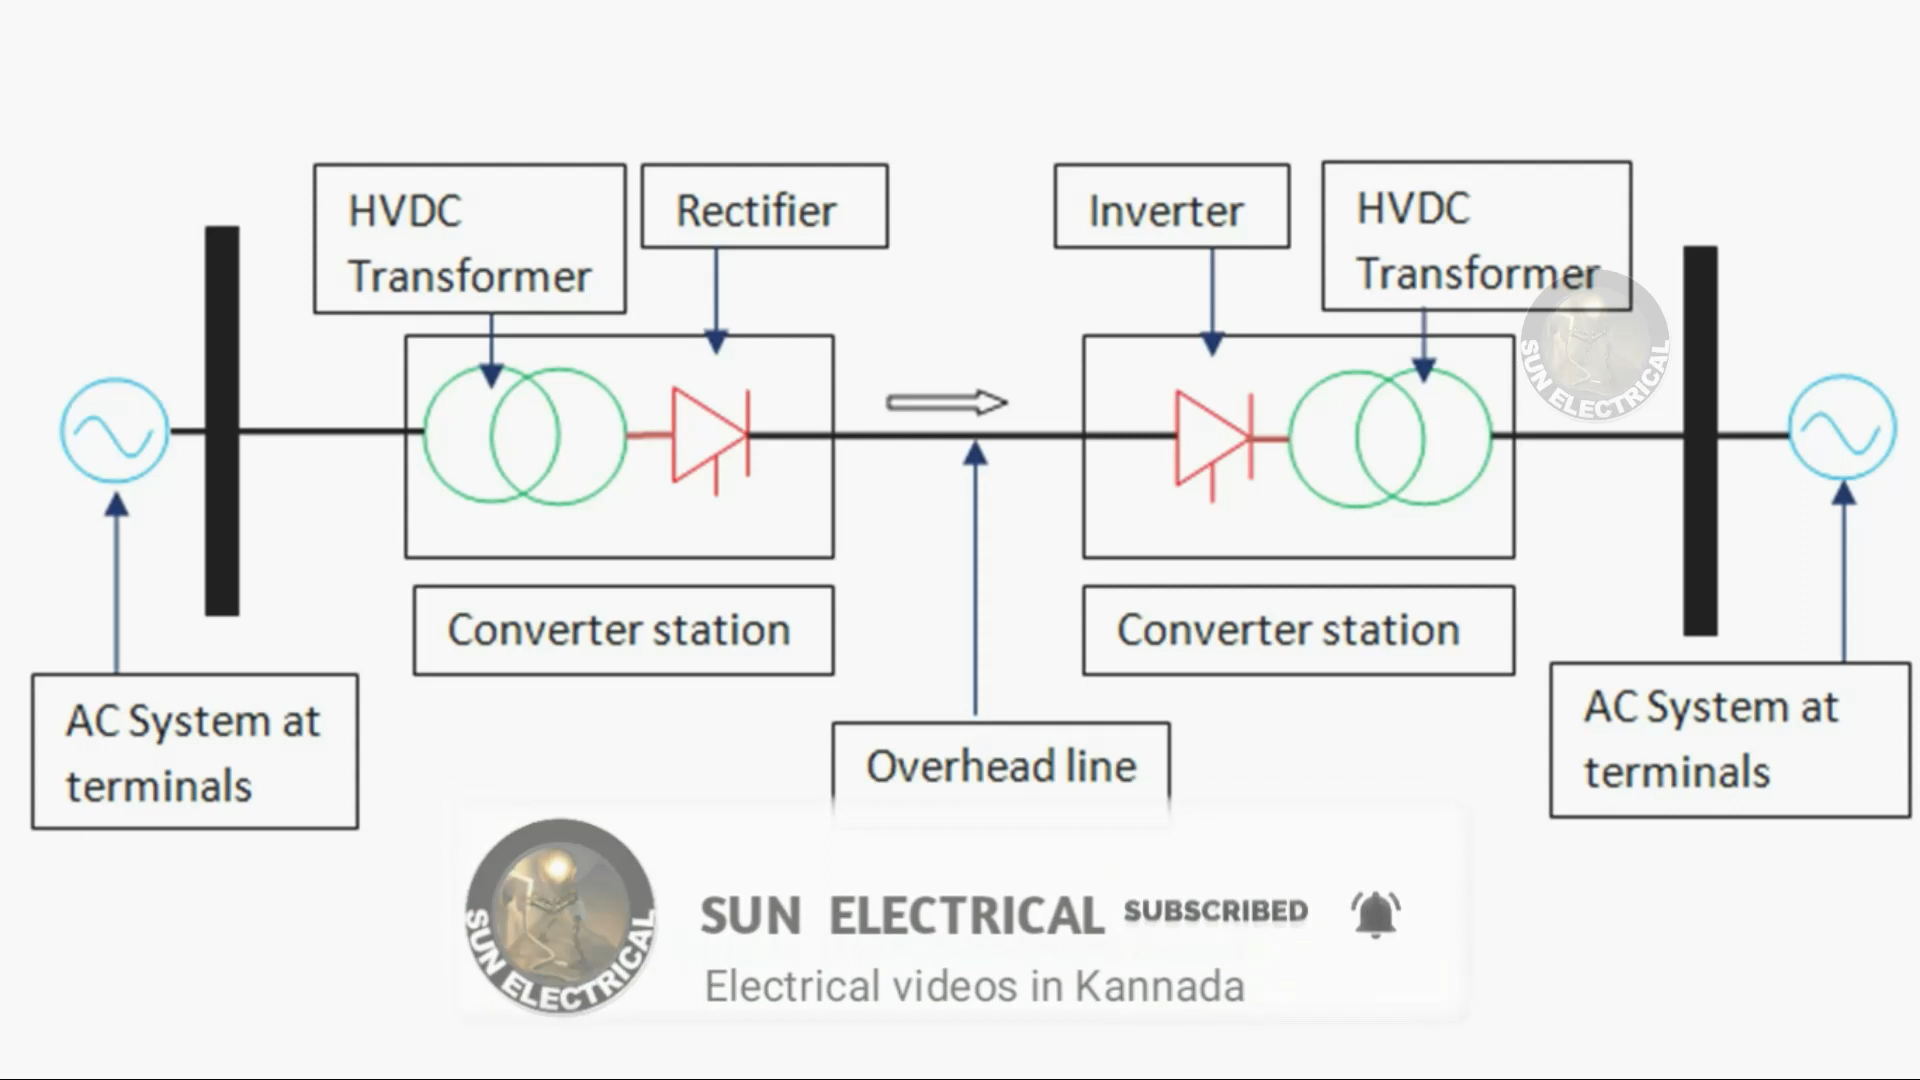 HVDC
Transformer
Rectifier
Inverter
HVDC
Transformer
SUN ELECTRICAL
Converter station
Converter station
AC System at
terminals
AC System at
terminals
Overhead line
SUN ELECTRICAL
SUN ELECTRICAL SUBSCRIBED
Electrical videos in Kannada